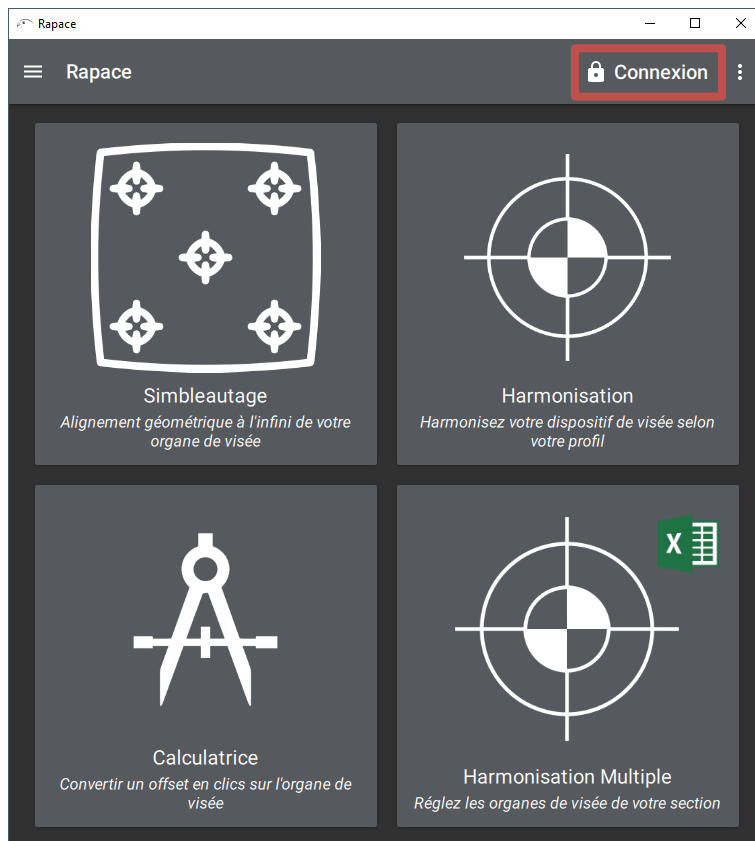 Rapace
Rapace
Connexion
Simbleautage
Alignement géométrique à l'infini de votre
organe de visée
Harmonisation
Harmonisez votre dispositif de visée selon
votre profil
Calculatrice
Convertir un offset en clics sur l'organe de
visée
X
Harmonisation Multiple
Réglez les organes de visée de votre section